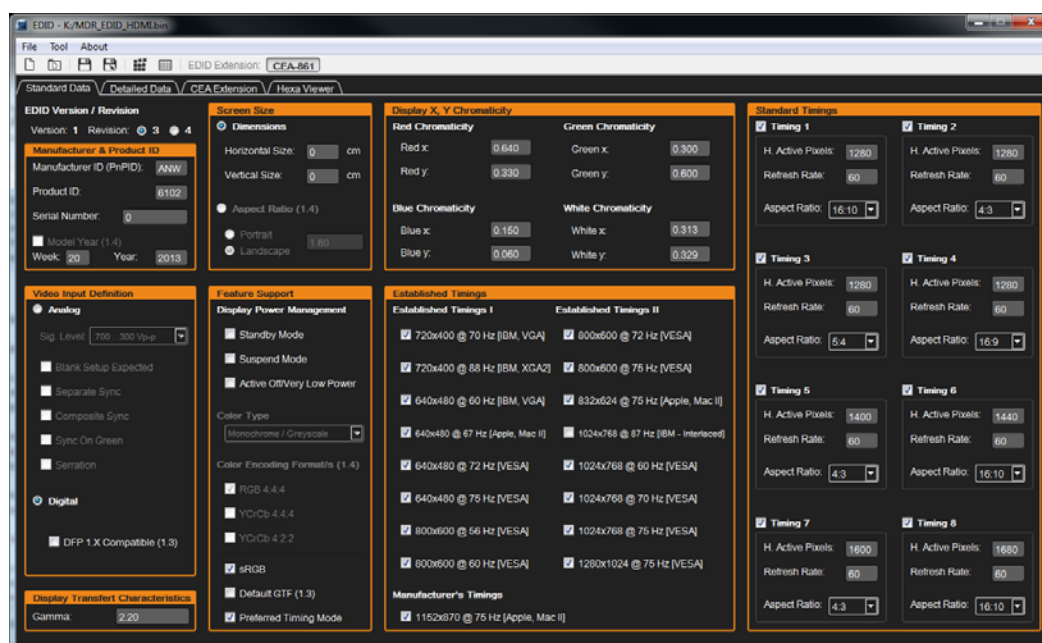 EDID - K:/MDR_EDID_HDMI.bin
File Tool About
EDID Extension: CEA-861
Standard Data Detailed Data CEA Extension Hexa Viewer
EDID Version / Revision
Version: 1 Revision: 3 4
Manufacturer & Product ID
Manufacturer ID (PnPID): ANW
Product ID: 6102
Serial Number: 0
Model Year (1.4)
Week: 20 Year: 2013
Screen Size
Dimensions
Horizontal Size: 0 cm
Vertical Size: 0 cm
Aspect Ratio (1.4)
Portrait
Landscape
1.60
Display X, Y Chromaticity
Red Chromaticity
Red x: 0.640
Red y: 0.330
Green Chromaticity
Green x: 0.300
Green y: 0.600
Blue Chromaticity
Blue x: 0.150
Blue y: 0.060
White Chromaticity
White x: 0.313
White y: 0.329
Video Input Definition
Analog
Sig. Level: .700 : .300 Vp-p
Blank Setup Expected
Separate Sync
Composite Sync
Sync On Green
Serration
Digital
DFP 1.X Compatible (1.3)
Display Transfert Characteristics
Gamma: 2.20
Feature Support
Display Power Management
Standby Mode
Suspend Mode
Active Off/Very Low Power
Color Type
Monochrome / Greyscale
Color Encoding Format/s (1.4)
RGB 4:4:4
YCrCb 4:4:4
YCrCb 4:2:2
sRGB
Default GTF (1.3)
Preferred Timing Mode
Established Timings
Established Timings I
720x400 @ 70 Hz [IBM, VGA]
720x400 @ 88 Hz [IBM, XGA2]
640x480 @ 60 Hz [IBM, VGA]
640x480 @ 67 Hz [Apple, Mac II]
640x480 @ 72 Hz [VESA]
640x480 @ 75 Hz [VESA]
800x600 @ 56 Hz [VESA]
800x600 @ 60 Hz [VESA]
Established Timings II
800x600 @ 72 Hz [VESA]
800x600 @ 75 Hz [VESA]
832x624 @ 75 Hz [Apple, Mac II]
1024x768 @ 87 Hz [IBM - Interlaced]
1024x768 @ 60 Hz [VESA]
1024x768 @ 70 Hz [VESA]
1024x768 @ 75 Hz [VESA]
1280x1024 @ 75 Hz [VESA]
Manufacturer's Timings
1152x870 @ 75 Hz [Apple, Mac II]
Standard Timings
Timing 1
H. Active Pixels: 1280
Refresh Rate: 60
Aspect Ratio: 16:10
Timing 2
H. Active Pixels: 1280
Refresh Rate: 60
Aspect Ratio: 4:3
Timing 3
H. Active Pixels: 1280
Refresh Rate: 60
Aspect Ratio: 5:4
Timing 4
H. Active Pixels: 1280
Refresh Rate: 60
Aspect Ratio: 16:9
Timing 5
H. Active Pixels: 1400
Refresh Rate: 60
Aspect Ratio: 4:3
Timing 6
H. Active Pixels: 1440
Refresh Rate: 60
Aspect Ratio: 16:10
Timing 7
H. Active Pixels: 1600
Refresh Rate: 60
Aspect Ratio: 4:3
Timing 8
H. Active Pixels: 1680
Refresh Rate: 60
Aspect Ratio: 16:10